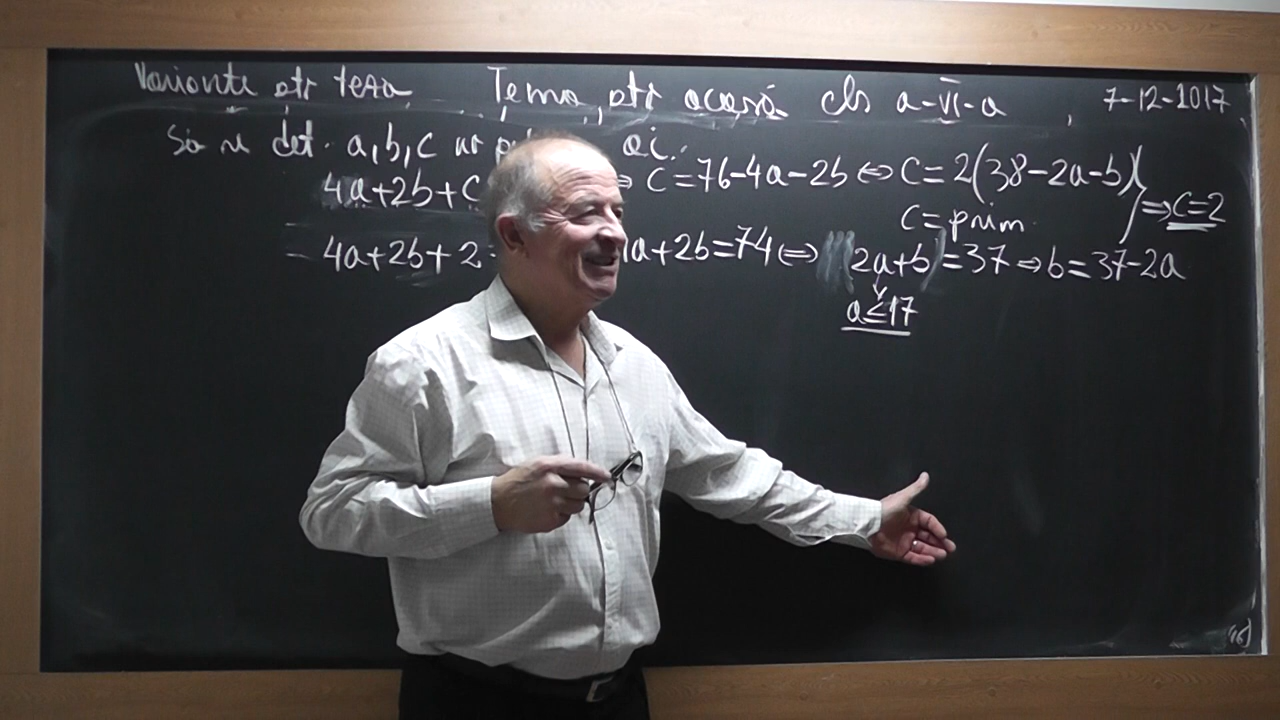 Variante ptr teza Tema ptr acasă cls a-VI-a, 7-12-2017
Să se det. a,b,c nr aî:
4a+2b+c ⇒ c=76-4a-2b ⇔ c=2(38-2a-b)
c=prim ⇒c=2
4a+2b+2 a+2b=74 ⇔ 2a+b=37 ⇒ b=37-2a
a≤17